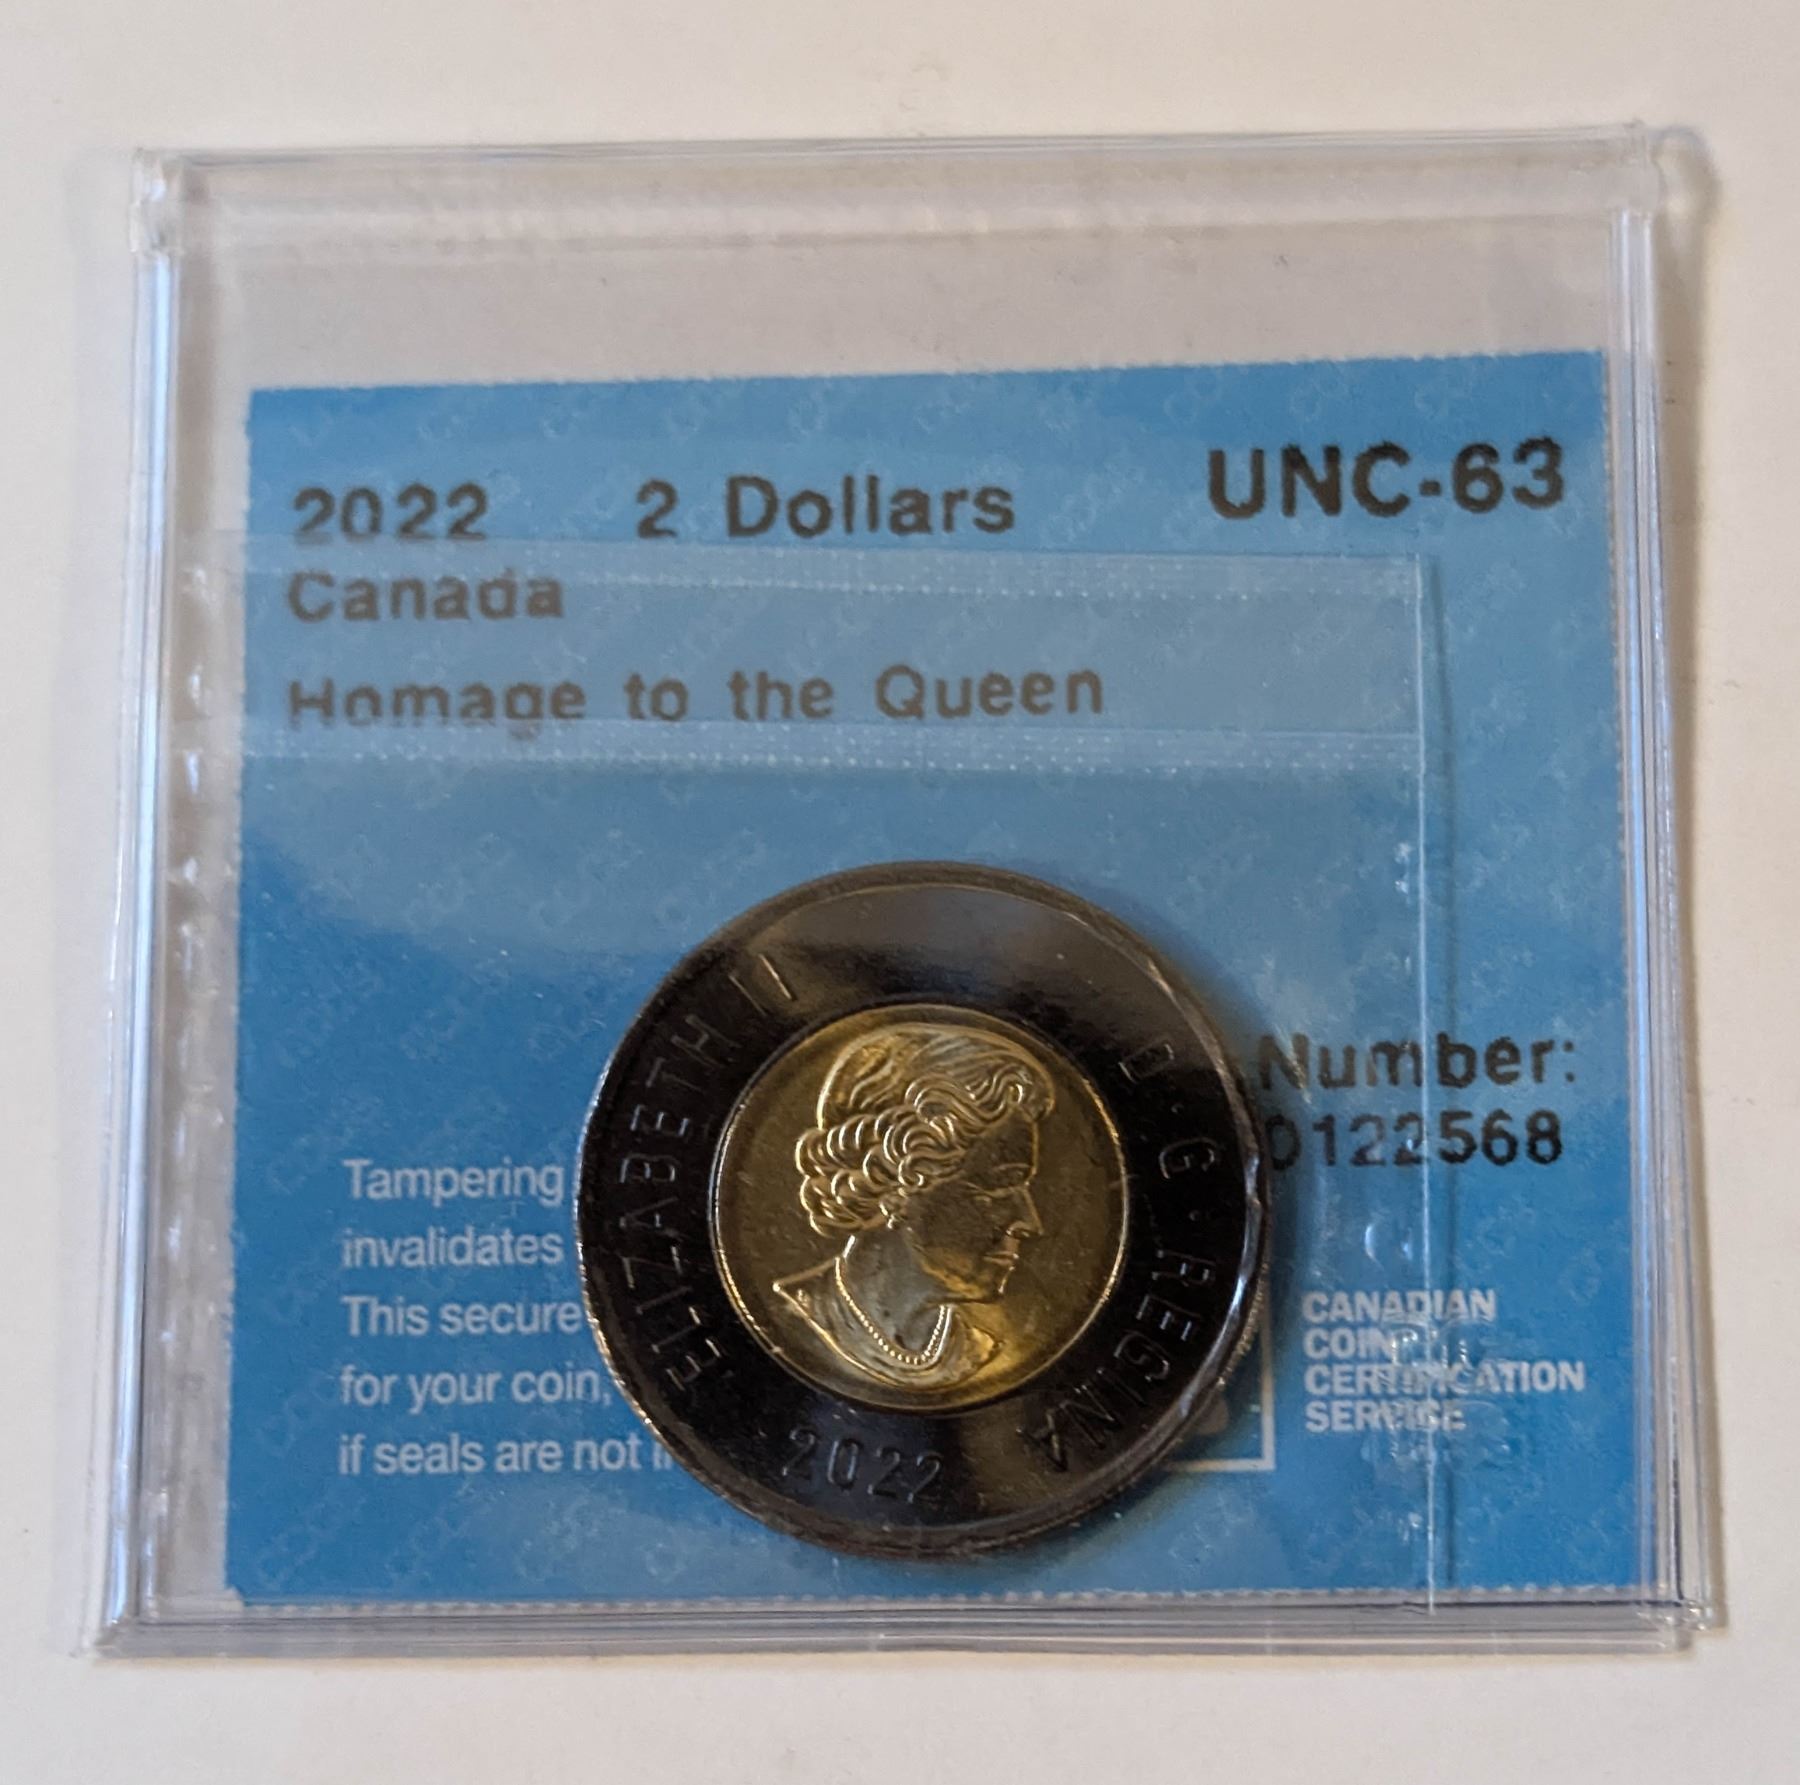 2022 2 Dollars UNC-63
Canada
Homage to the Queen
Number:
0122568
Tampering
invalidates
This secure
for your coin,
if seals are not
CANADIAN
COIN
CERTIFICATION
SERVICE
ELIZABETH II D·G·REGINA
2022